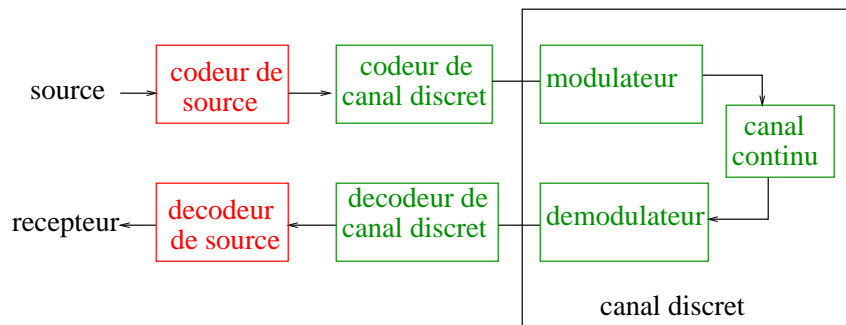 source
codeur de
source
codeur de
canal discret
modulateur
canal
continu
recepteur
decodeur
de source
decodeur de
canal discret
demodulateur
canal discret